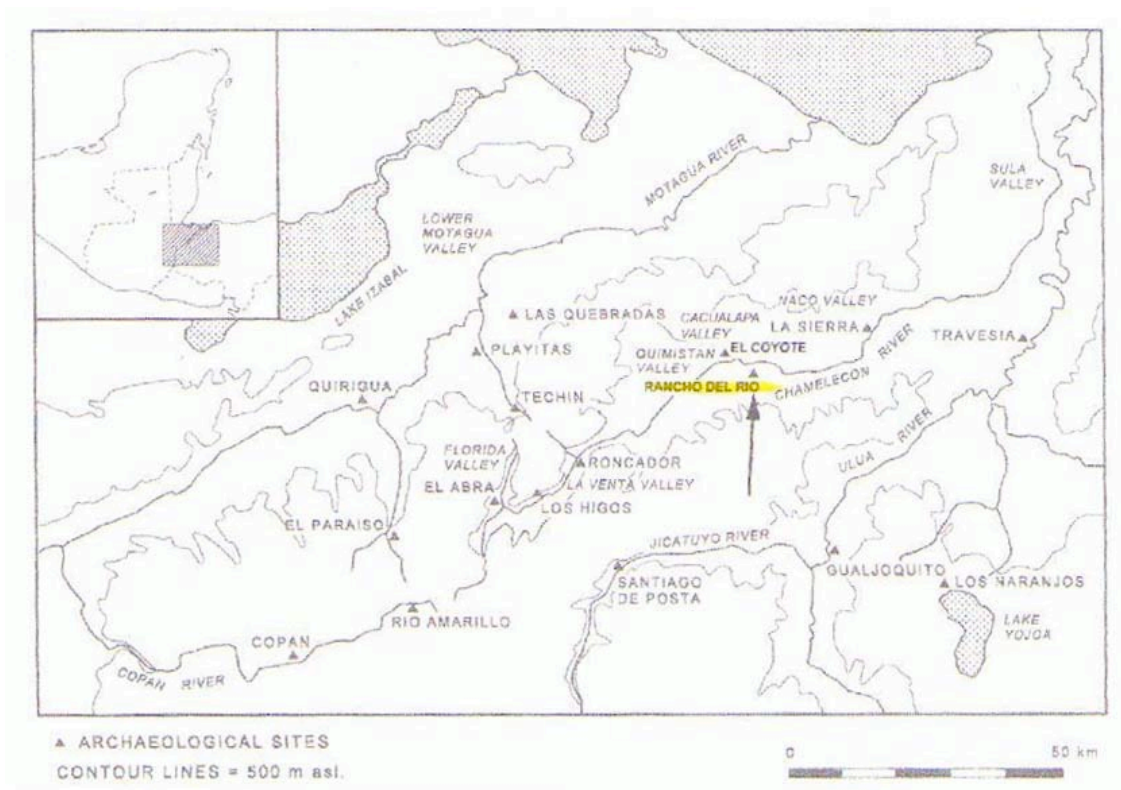 MOTAGUA RIVER
SULA
VALLEY
LOWER
MOTAGUA
VALLEY
LAKE IZABAL
LAS QUEBRADAS
CACUALAPA
VALLEY
NACO VALLEY
LA SIERRA
TRAVESIA
PLAYITAS
QUIMISTAN
VALLEY
EL COYOTE
RANCHO DEL RIO
CHAMELECON
RIVER
QUIRIGUA
TECHIN
FLORIDA
VALLEY
RONCADOR
LA VENTA VALLEY
EL ABRA
LOS HIGOS
ULUA RIVER
EL PARAISO
JICATUYO RIVER
GUALJOQUITO
LOS NARANJOS
SANTIAGO
DE POSTA
RIO AMARILLO
LAKE
YOJOA
COPAN
COPAN RIVER
ARCHAEOLOGICAL SITES
CONTOUR LINES = 500 m asl.
0 50 km